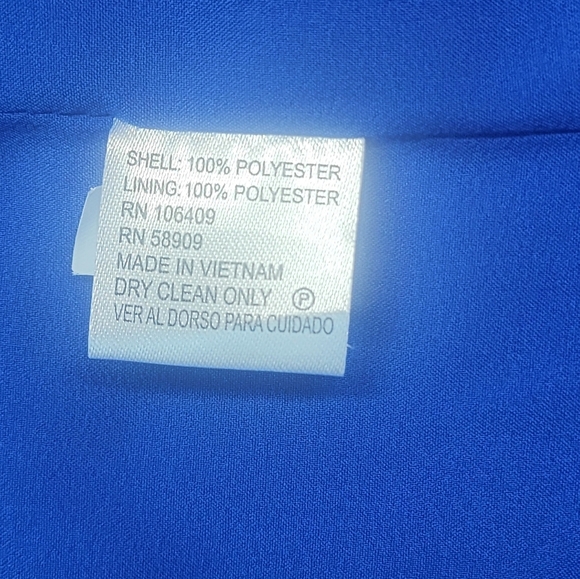 SHELL: 100% POLYESTER
LINING: 100% POLYESTER
RN 106409
RN 58909
MADE IN VIETNAM
DRY CLEAN ONLY Ⓟ
VER AL DORSO PARA CUIDADO